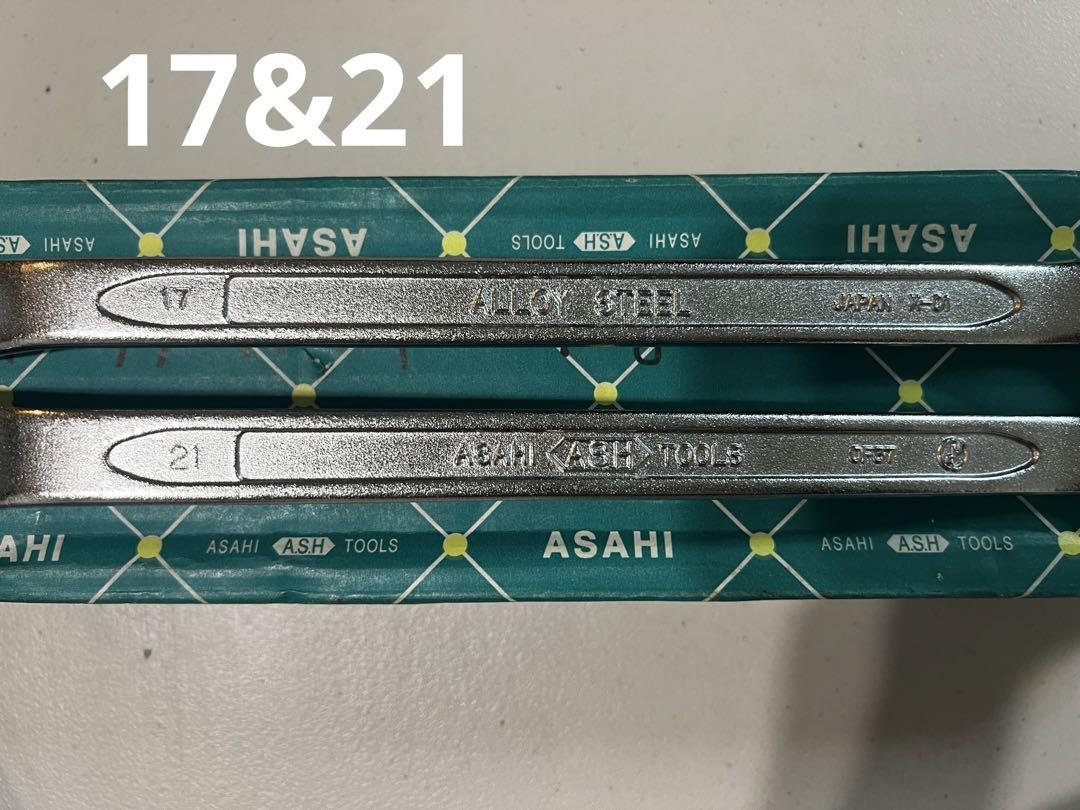 17&21
ASAHI A.S.H TOOLS ASAHI ASAHI A.S.H
17 ALLOY STEEL JAPAN
21 ASAHI ASH TOOLS
ASAHI ASAHI A.S.H TOOLS ASAHI ASAHI A.S.H TOOLS